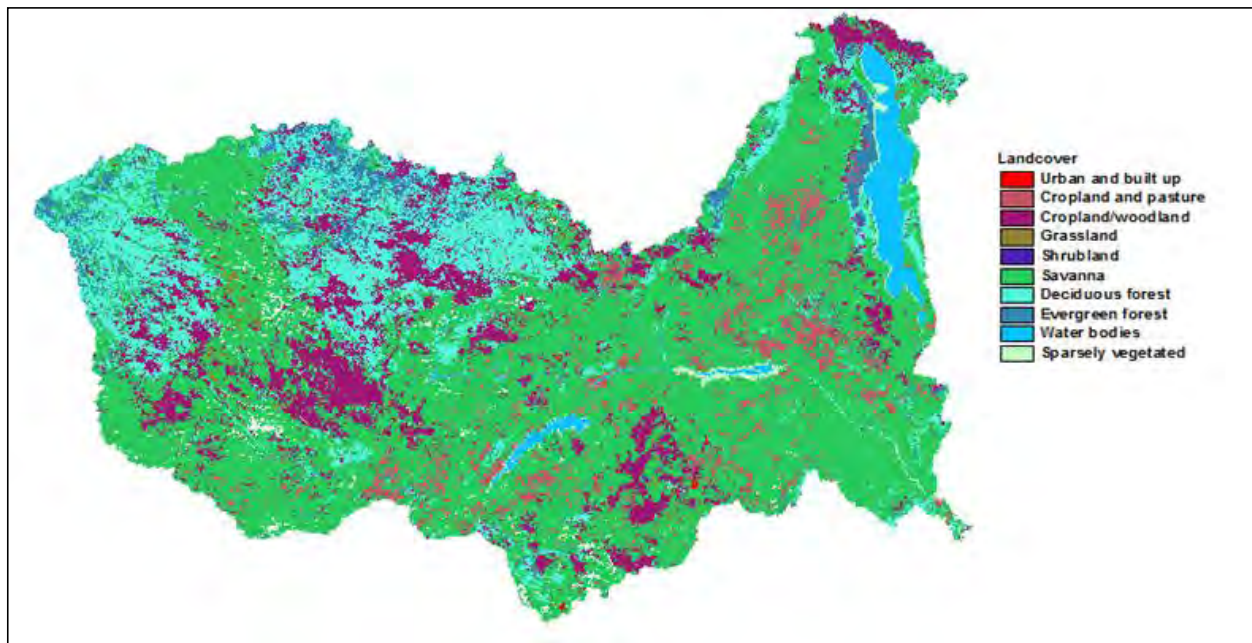 Landcover
Urban and built up
Cropland and pasture
Cropland/woodland
Grassland
Shrubland
Savanna
Deciduous forest
Evergreen forest
Water bodies
Sparsely vegetated